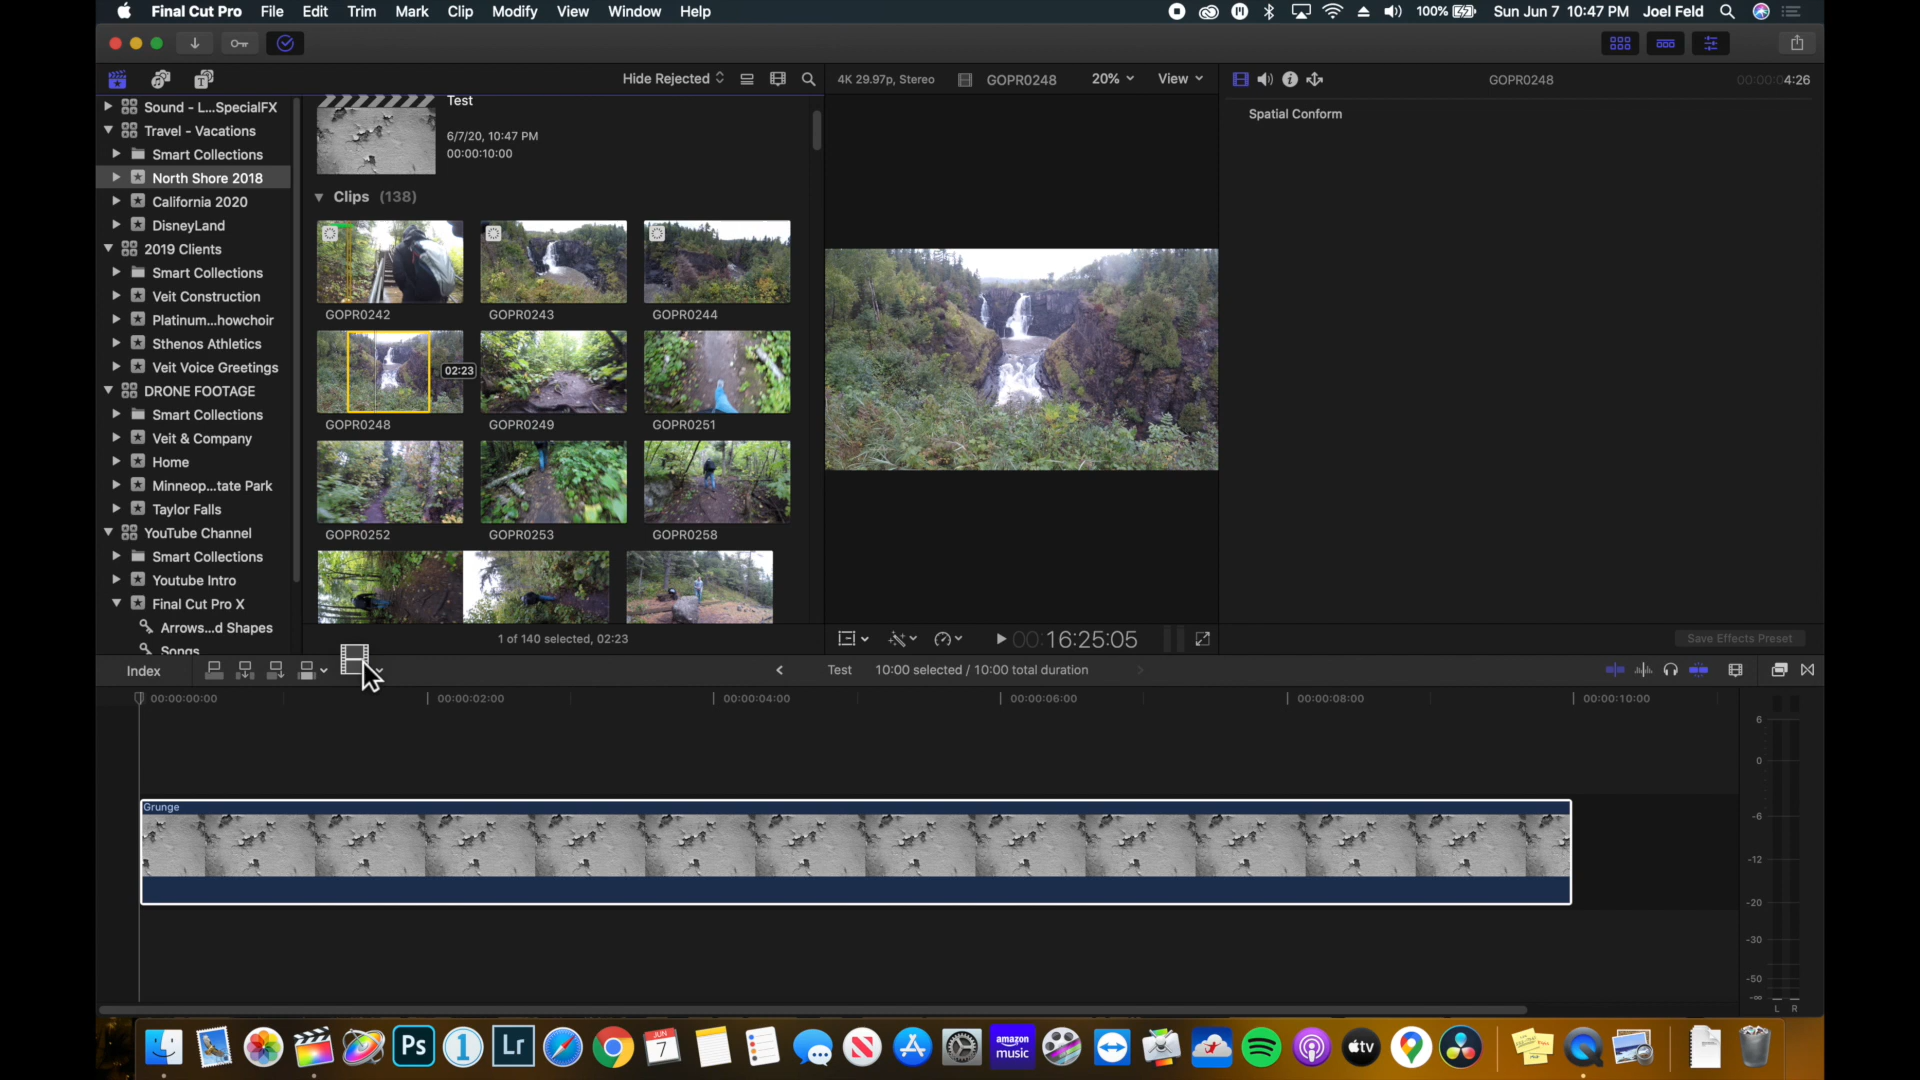 Final Cut Pro File Edit Trim Mark Clip Modify View Window Help
100% Sun Jun 7 10:47 PM Joel Feld
Hide Rejected
4K 29.97p, Stereo GOPR0248 20% View
GOPR0248 00:00:04:26
Spatial Conform
Sound - L...SpecialFX
Travel - Vacations
Smart Collections
North Shore 2018
California 2020
DisneyLand
2019 Clients
Smart Collections
Veit Construction
Platinum...howchoir
Sthenos Athletics
Veit Voice Greetings
DRONE FOOTAGE
Smart Collections
Veit & Company
Home
Minneop...tate Park
Taylor Falls
YouTube Channel
Smart Collections
Youtube Intro
Final Cut Pro X
Arrows...d Shapes
Songs
Test
6/7/20, 10:47 PM
00:00:10:00
Clips (138)
GOPR0242 GOPR0243 GOPR0244
02:23
GOPR0248 GOPR0249 GOPR0251
GOPR0252 GOPR0253 GOPR0258
1 of 140 selected, 02:23
00:16:25:05
Save Effects Preset
Index
Test 10:00 selected / 10:00 total duration
00:00:00:00 00:00:02:00 00:00:04:00 00:00:06:00 00:00:08:00 00:00:10:00
Grunge
6
0
-6
-12
-20
-30
-50
-∞
L R
Ps 1 Lr JUN 7 amazon music tv